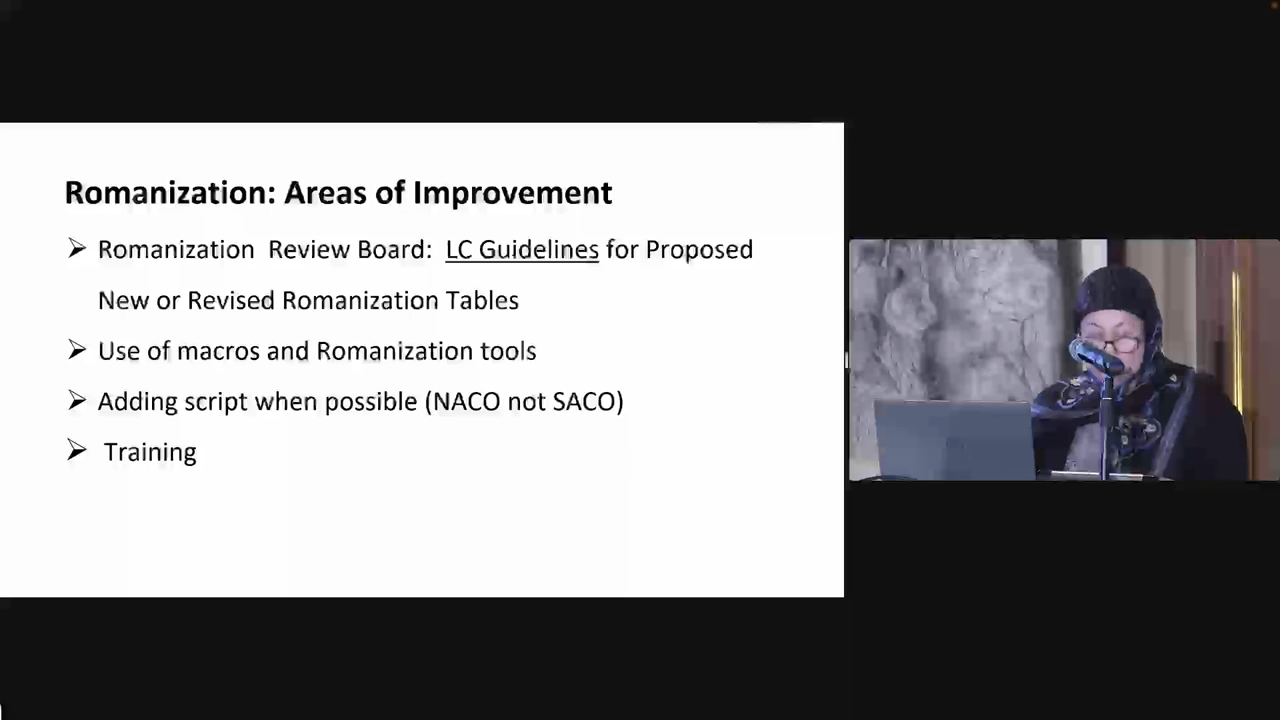 Romanization: Areas of Improvement
➢ Romanization Review Board: LC Guidelines for Proposed
New or Revised Romanization Tables
➢ Use of macros and Romanization tools
➢ Adding script when possible (NACO not SACO)
➢ Training